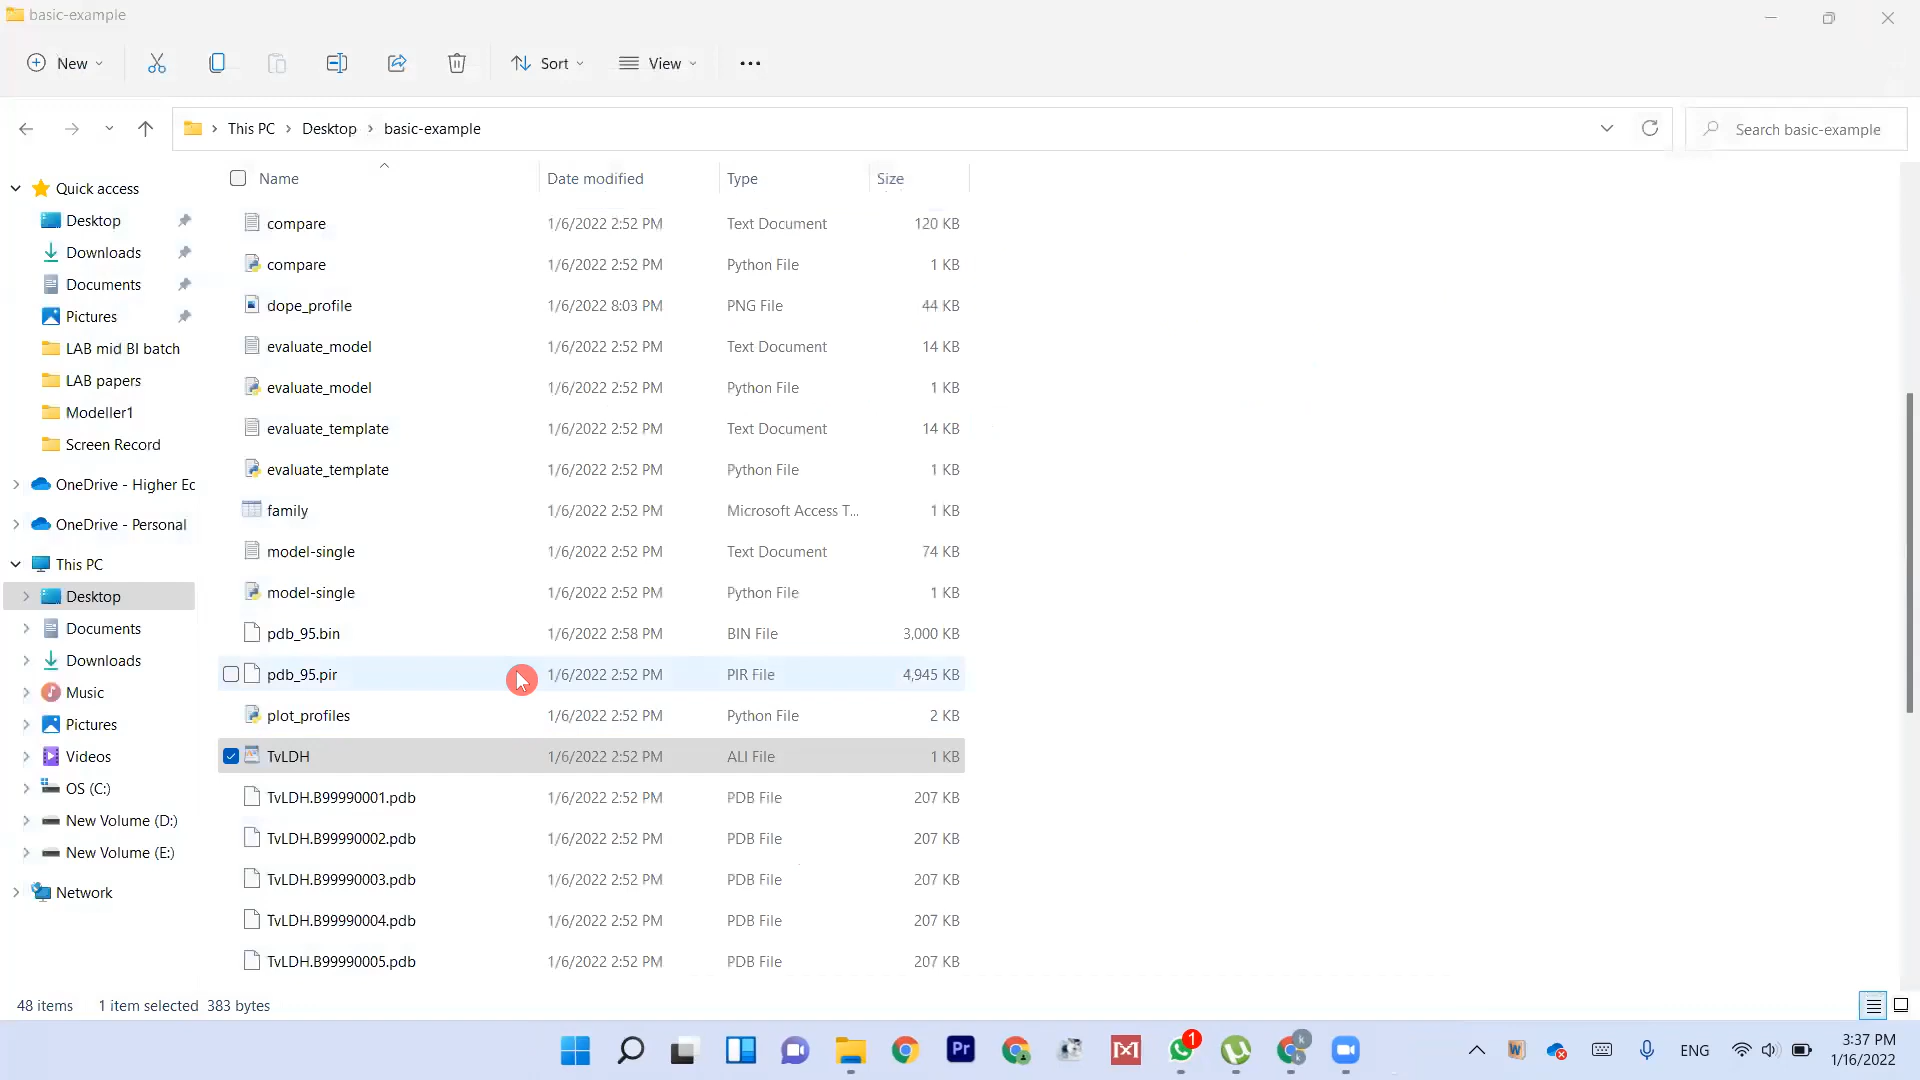 basic-example
New
Sort
View
This PC
Desktop
basic-example
Search basic-example
Name
Date modified
Type
Size
Quick access
Desktop
Downloads
Documents
Pictures
LAB mid BI batch
LAB papers
Modeller1
Screen Record
OneDrive - Higher Ec
OneDrive - Personal
This PC
Desktop
Documents
Downloads
Music
Pictures
Videos
OS (C:)
New Volume (D:)
New Volume (E:)
Network
compare 1/6/2022 2:52 PM Text Document 120 KB
compare 1/6/2022 2:52 PM Python File 1 KB
dope_profile 1/6/2022 8:03 PM PNG File 44 KB
evaluate_model 1/6/2022 2:52 PM Text Document 14 KB
evaluate_model 1/6/2022 2:52 PM Python File 1 KB
evaluate_template 1/6/2022 2:52 PM Text Document 14 KB
evaluate_template 1/6/2022 2:52 PM Python File 1 KB
family 1/6/2022 2:52 PM Microsoft Access T... 1 KB
model-single 1/6/2022 2:52 PM Text Document 74 KB
model-single 1/6/2022 2:52 PM Python File 1 KB
pdb_95.bin 1/6/2022 2:58 PM BIN File 3,000 KB
pdb_95.pir 1/6/2022 2:52 PM PIR File 4,945 KB
plot_profiles 1/6/2022 2:52 PM Python File 2 KB
TvLDH 1/6/2022 2:52 PM ALI File 1 KB
TvLDH.B99990001.pdb 1/6/2022 2:52 PM PDB File 207 KB
TvLDH.B99990002.pdb 1/6/2022 2:52 PM PDB File 207 KB
TvLDH.B99990003.pdb 1/6/2022 2:52 PM PDB File 207 KB
TvLDH.B99990004.pdb 1/6/2022 2:52 PM PDB File 207 KB
TvLDH.B99990005.pdb 1/6/2022 2:52 PM PDB File 207 KB
48 items 1 item selected 383 bytes
Pr
1
k
k
W
ENG
3:37 PM
1/16/2022